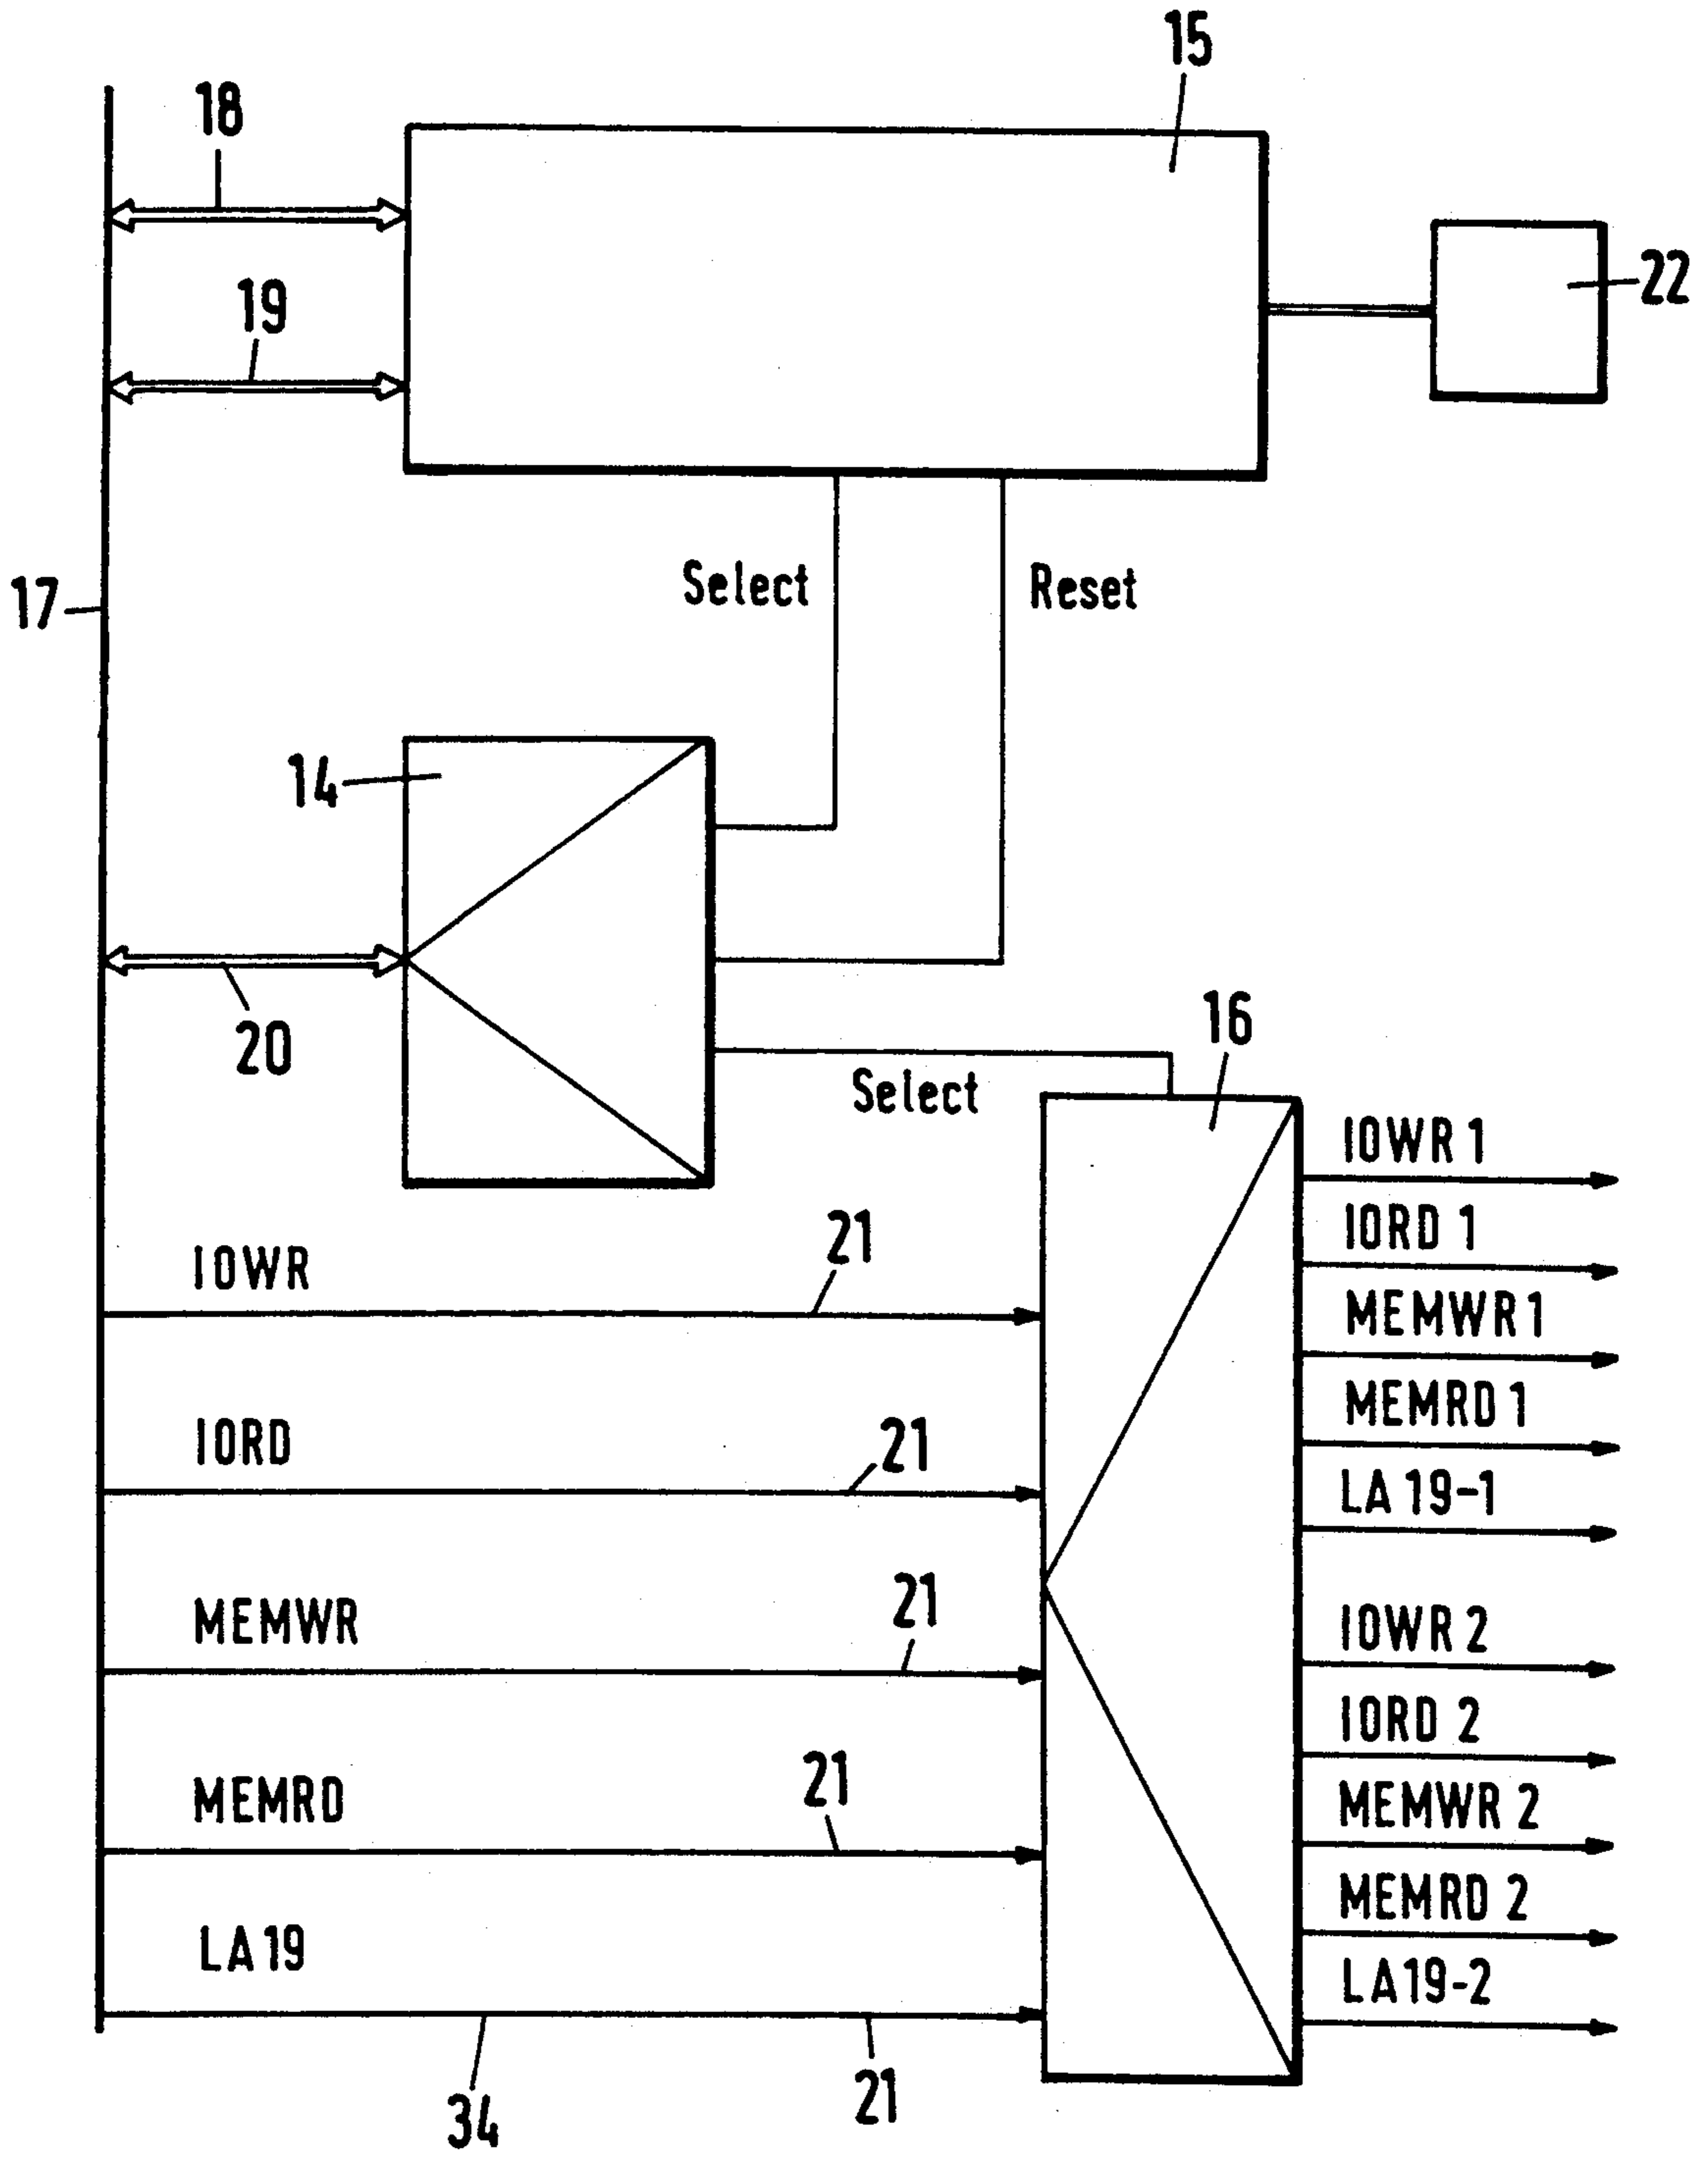 15
18
19
22
Select
Reset
17
14
20
16
Select
IOWR 1
IORD 1
MEMWR 1
MEMRD 1
LA 19-1
IOWR
21
IORD
21
MEMWR
21
MEMRD
21
LA 19
34
21
IOWR 2
IORD 2
MEMWR 2
MEMRD 2
LA 19-2